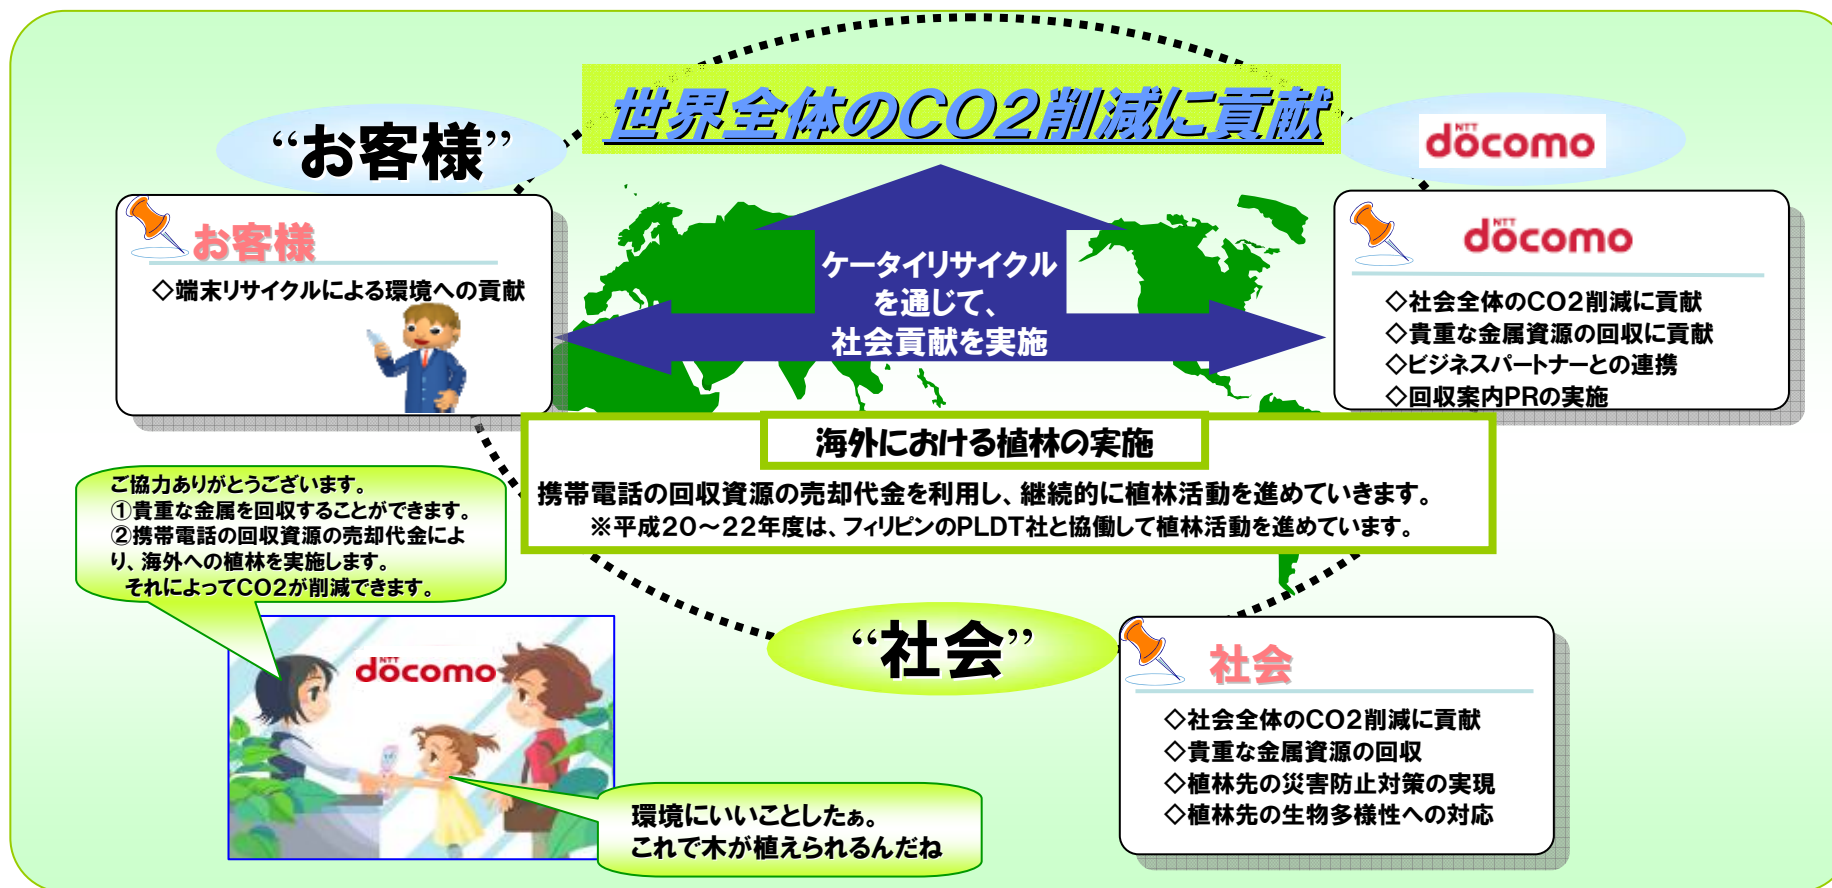 世界全体のCO2削減に貢献
“お客様”
NTT
döcomo
お客様
◇端末リサイクルによる環境への貢献
ケータイリサイクル
を通じて、
社会貢献を実施
NTT
döcomo
◇社会全体のCO2削減に貢献
◇貴重な金属資源の回収に貢献
◇ビジネスパートナーとの連携
◇回収案内PRの実施
海外における植林の実施
携帯電話の回収資源の売却代金を利用し、継続的に植林活動を進めていきます。
※平成20～22年度は、フィリピンのPLDT社と協働して植林活動を進めています。
ご協力ありがとうございます。
①貴重な金属を回収することができます。
②携帯電話の回収資源の売却代金によ
り、海外への植林を実施します。
それによってCO2が削減できます。
NTT
döcomo
環境にいいことしたぁ。
これで木が植えられるんだね
“社会”
社会
◇社会全体のCO2削減に貢献
◇貴重な金属資源の回収
◇植林先の災害防止対策の実現
◇植林先の生物多様性への対応